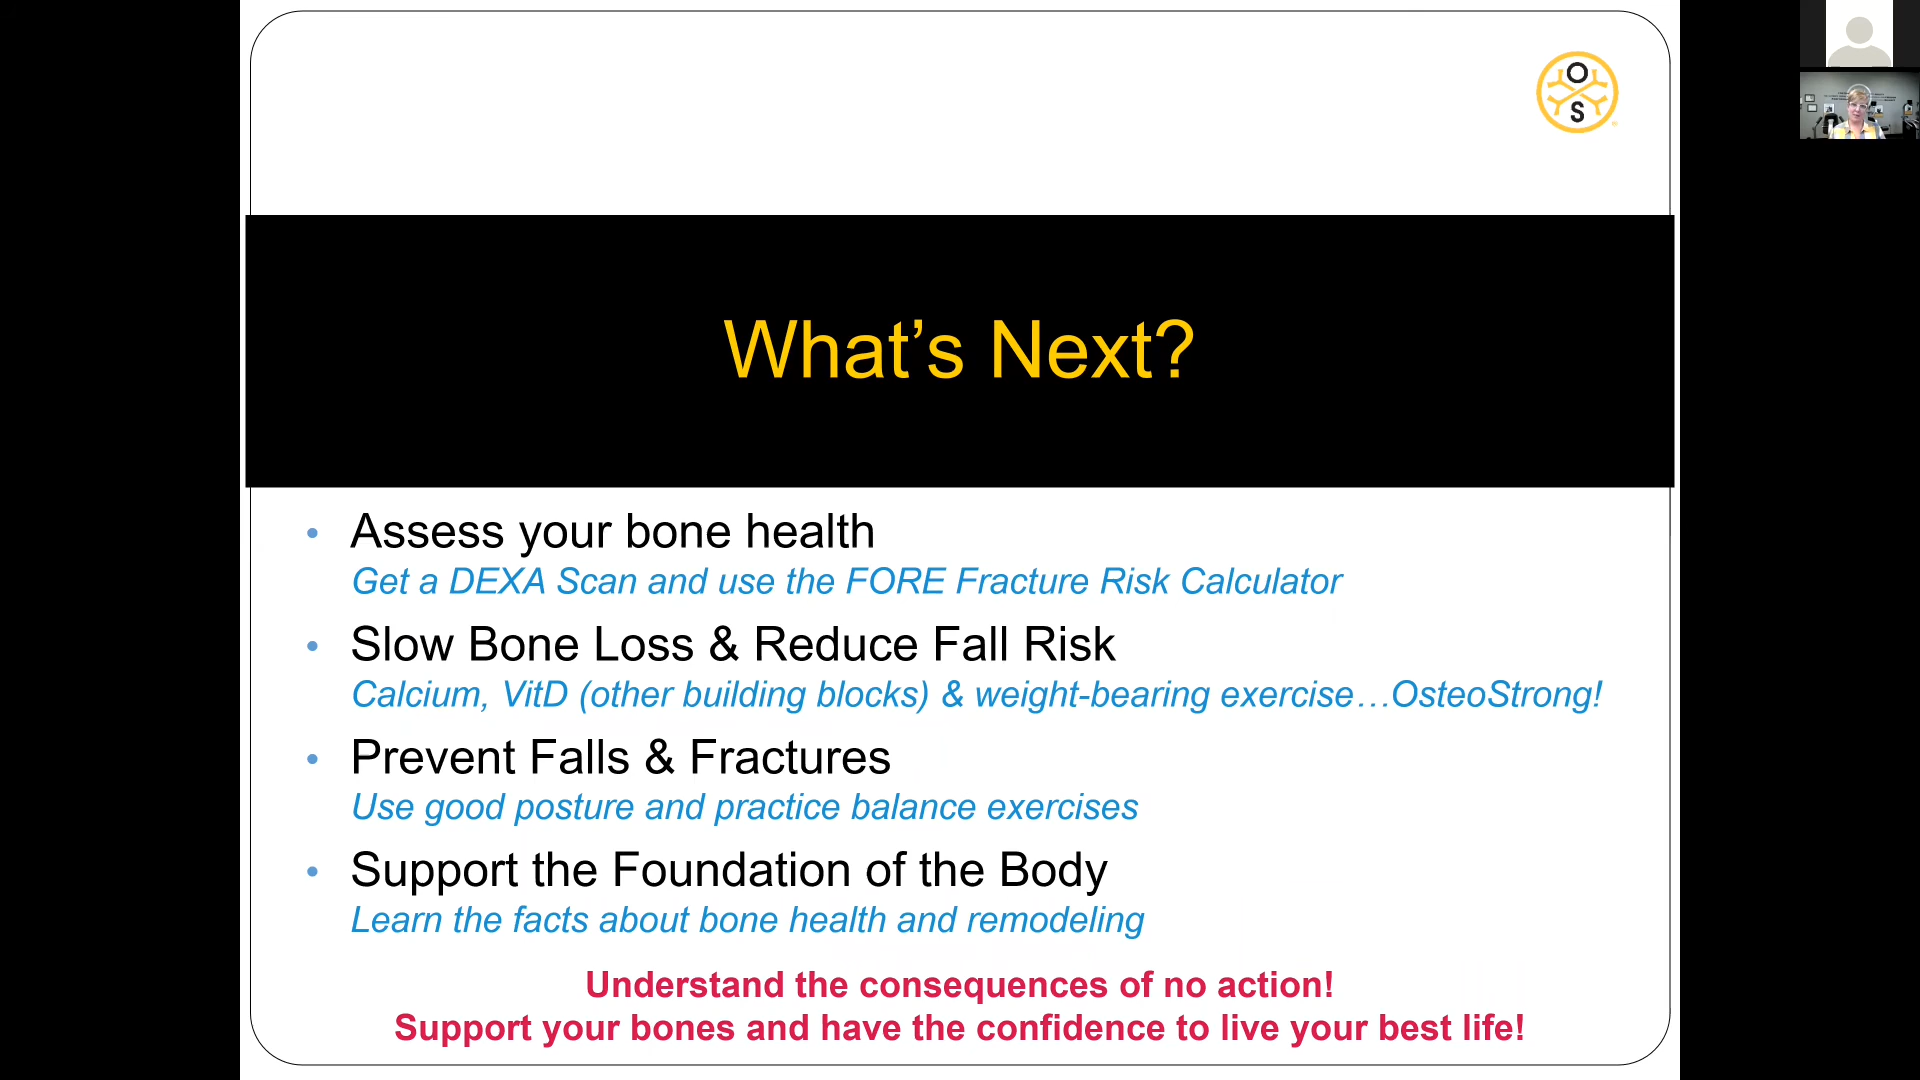 O
S
What’s Next?
• Assess your bone health
Get a DEXA Scan and use the FORE Fracture Risk Calculator
• Slow Bone Loss & Reduce Fall Risk
Calcium, VitD (other building blocks) & weight-bearing exercise…OsteoStrong!
• Prevent Falls & Fractures
Use good posture and practice balance exercises
• Support the Foundation of the Body
Learn the facts about bone health and remodeling
Understand the consequences of no action!
Support your bones and have the confidence to live your best life!